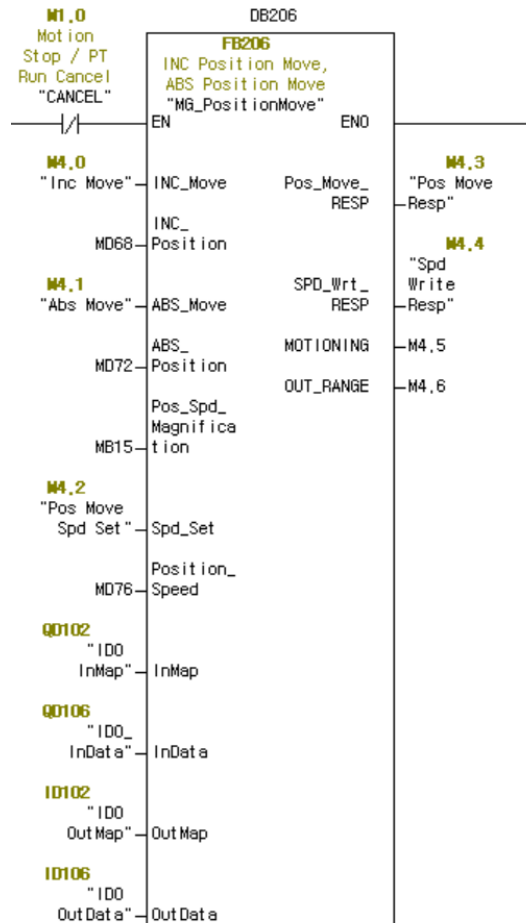 M1.0
Motion
Stop / PT
Run Cancel
"CANCEL"
DB206
FB206
INC Position Move,
ABS Position Move
"MG_PositionMove"
EN ENO
M4.0
"Inc Move" INC_Move
Pos_Move_
RESP
M4.3
"Pos Move
Resp"
INC_
MD68 Position
M4.1
"Abs Move" ABS_Move
SPD_Wrt_
RESP
M4.4
"Spd
Write
Resp"
ABS_
MD72 Position
MOTIONING M4.5
OUT_RANGE M4.6
Pos_Spd_
Magnifica
MB15 tion
M4.2
"Pos Move
Spd Set" Spd_Set
Position_
MD76 Speed
QD102
"IDO
InMap" InMap
QD106
"IDO_
InData" InData
ID102
"IDO
OutMap" OutMap
ID106
"IDO
OutData" OutData